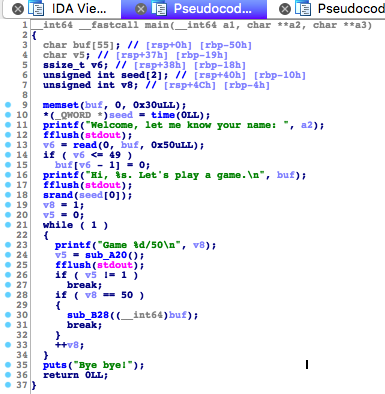 IDA Vie...
Pseudocod...
Pseudocod
1 __int64 __fastcall main(__int64 a1, char **a2, char **a3)
2 {
3 char buf[55]; // [rsp+0h] [rbp-50h]
4 char v5; // [rsp+37h] [rbp-19h]
5 ssize_t v6; // [rsp+38h] [rbp-18h]
6 unsigned int seed[2]; // [rsp+40h] [rbp-10h]
7 unsigned int v8; // [rsp+4Ch] [rbp-4h]
8
9 memset(buf, 0, 0x30uLL);
10 *(_QWORD *)seed = time(0LL);
11 printf("Welcome, let me know your name: ", a2);
12 fflush(stdout);
13 v6 = read(0, buf, 0x50uLL);
14 if ( v6 <= 49 )
15 buf[v6 - 1] = 0;
16 printf("Hi, %s. Let's play a game.\n", buf);
17 fflush(stdout);
18 srand(seed[0]);
19 v8 = 1;
20 v5 = 0;
21 while ( 1 )
22 {
23 printf("Game %d/50\n", v8);
24 v5 = sub_A20();
25 fflush(stdout);
26 if ( v5 != 1 )
27 break;
28 if ( v8 == 50 )
29 {
30 sub_B28((__int64)buf);
31 break;
32 }
33 ++v8;
34 }
35 puts("Bye bye!");
36 return 0LL;
37 }